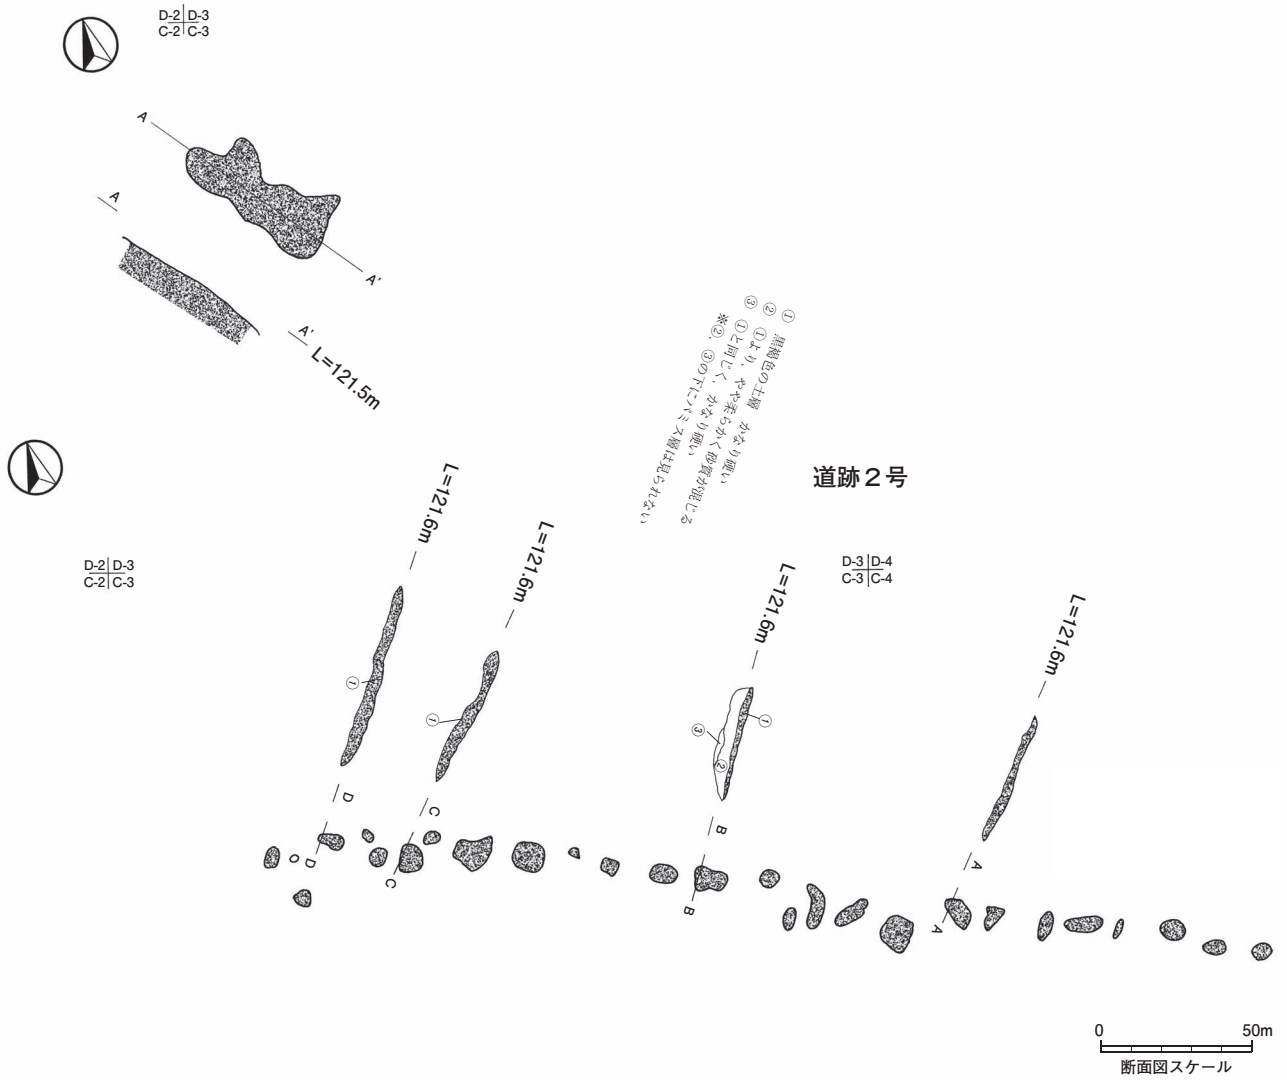 D-2 D-3
C-2 C-3
A
A
A'
A'
L=121.5m
① 黒褐色の土層 かなり硬い
② ①より、やや柔らかく砂質が混じる
③ ①と同じく、かなり硬い
※②、③の下にパミス層は見られない
道跡2号
D-2 D-3
C-2 C-3
D-3 D-4
C-3 C-4
L=121.6m
L=121.6m
L=121.6m
L=121.6m
①
①
①
②
③
D
D
C
C
B
B
A
A
0 50m
断面図スケール